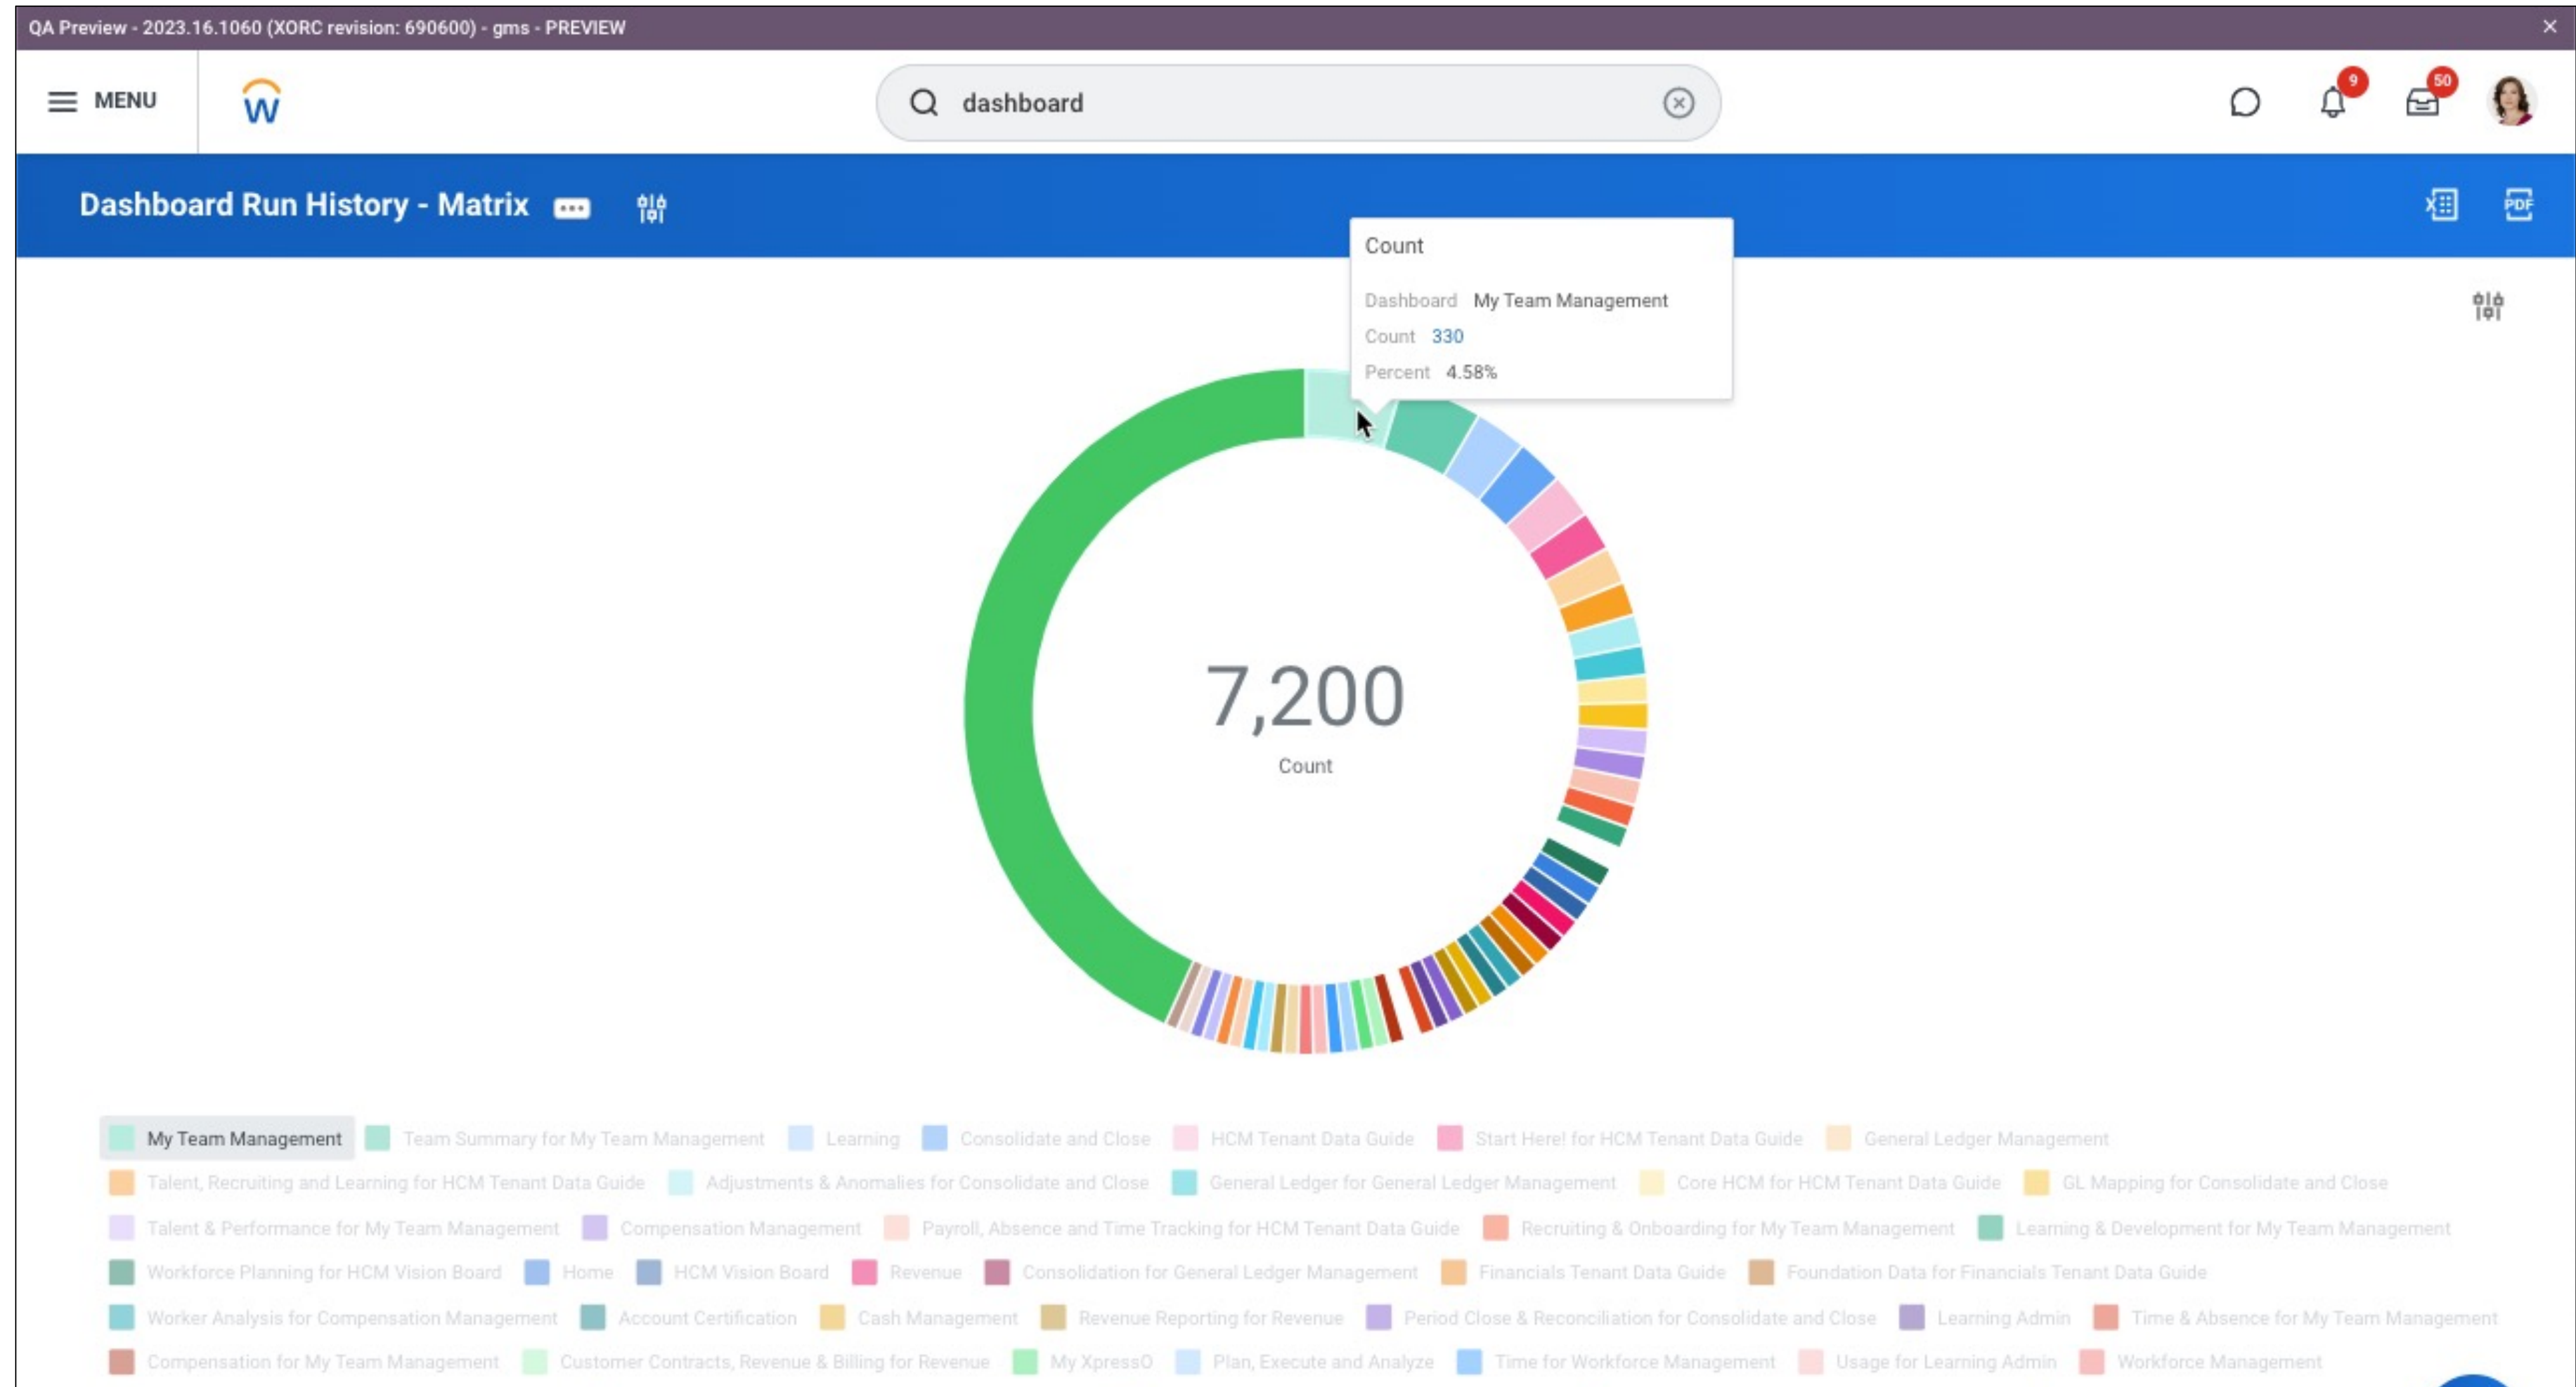 QA Preview - 2023.16.1060 (XORC revision: 690600) - gms - PREVIEW
MENU
dashboard
9
50
Dashboard Run History - Matrix
PDF
Count
Dashboard My Team Management
Count 330
Percent 4.58%
7,200
Count
My Team Management Team Summary for My Team Management Learning Consolidate and Close HCM Tenant Data Guide Start Here! for HCM Tenant Data Guide General Ledger Management
Talent, Recruiting and Learning for HCM Tenant Data Guide Adjustments & Anomalies for Consolidate and Close General Ledger for General Ledger Management Core HCM for HCM Tenant Data Guide GL Mapping for Consolidate and Close
Talent & Performance for My Team Management Compensation Management Payroll, Absence and Time Tracking for HCM Tenant Data Guide Recruiting & Onboarding for My Team Management Learning & Development for My Team Management
Workforce Planning for HCM Vision Board Home HCM Vision Board Revenue Consolidation for General Ledger Management Financials Tenant Data Guide Foundation Data for Financials Tenant Data Guide
Worker Analysis for Compensation Management Account Certification Cash Management Revenue Reporting for Revenue Period Close & Reconciliation for Consolidate and Close Learning Admin Time & Absence for My Team Management
Compensation for My Team Management Customer Contracts, Revenue & Billing for Revenue My XpressO Plan, Execute and Analyze Time for Workforce Management Usage for Learning Admin Workforce Management